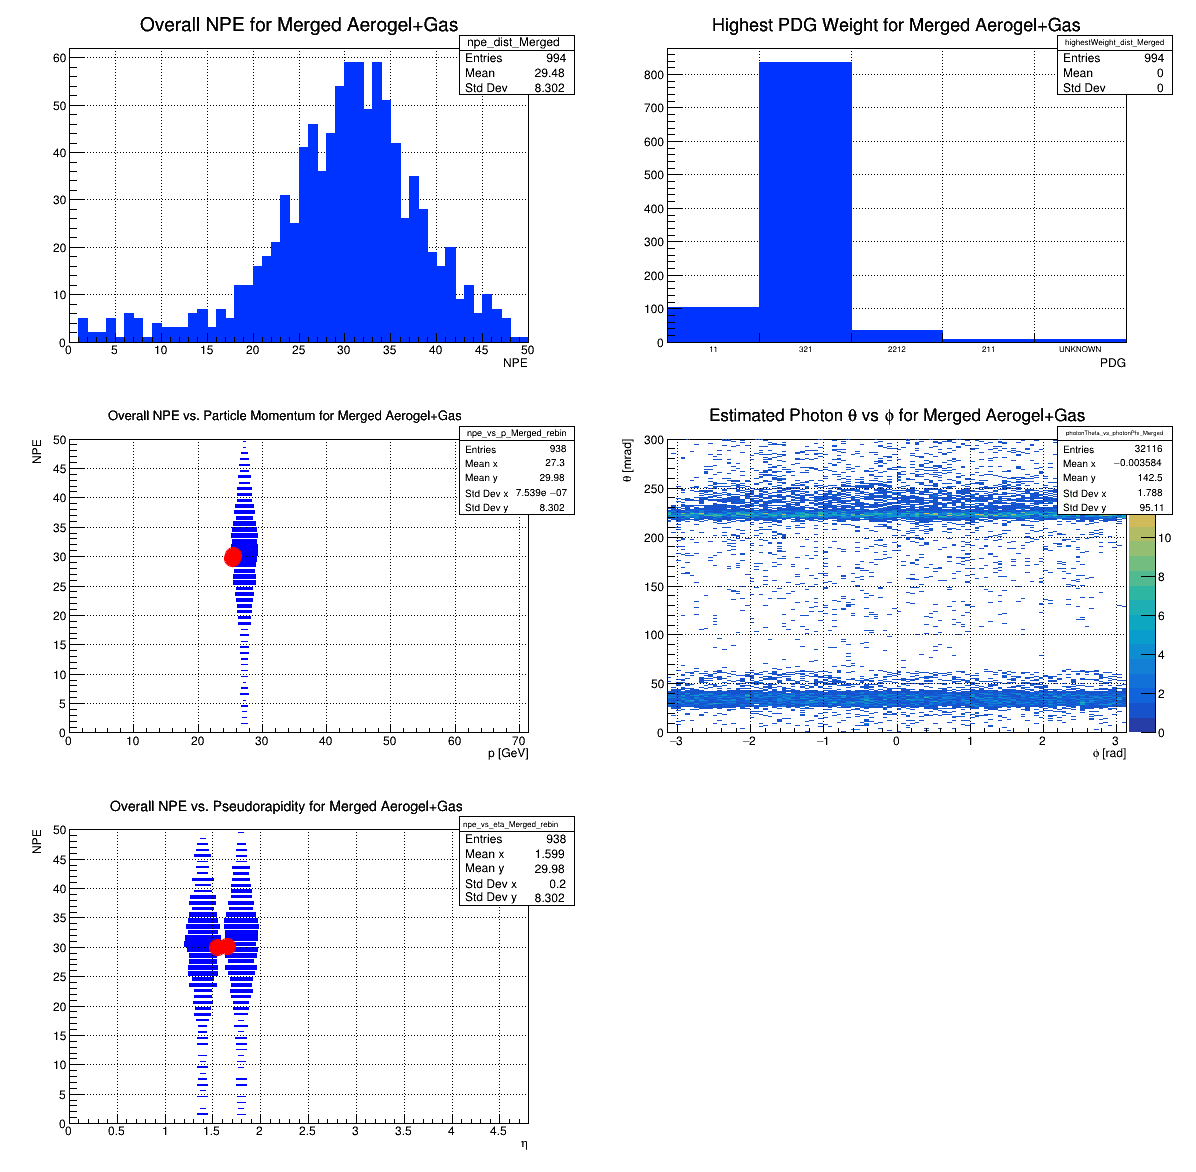 Overall NPE for Merged Aerogel+Gas
npe_dist_Merged
Entries 994
Mean 29.48
Std Dev 8.302
60
50
40
30
20
10
0
0 5 10 15 20 25 30 35 40 45 50
NPE
Highest PDG Weight for Merged Aerogel+Gas
highestWeight_dist_Merged
Entries 994
Mean 0
Std Dev 0
800
700
600
500
400
300
200
100
0
11 321 2212 211 UNKNOWN
PDG
Overall NPE vs. Particle Momentum for Merged Aerogel+Gas
npe_vs_p_Merged_rebin
Entries 938
Mean x 27.3
Mean y 29.98
Std Dev x 7.539e −07
Std Dev y 8.302
NPE
50
45
40
35
30
25
20
15
10
5
0
0 10 20 30 40 50 60 70
p [GeV]
Estimated Photon θ vs ϕ for Merged Aerogel+Gas
photonTheta_vs_photonPhi_Merged
Entries 32116
Mean x −0.003584
Mean y 142.5
Std Dev x 1.788
Std Dev y 95.11
θ [mrad]
300
250
200
150
100
50
0
−3 −2 −1 0 1 2 3
ϕ [rad]
10
8
6
4
2
0
Overall NPE vs. Pseudorapidity for Merged Aerogel+Gas
npe_vs_eta_Merged_rebin
Entries 938
Mean x 1.599
Mean y 29.98
Std Dev x 0.2
Std Dev y 8.302
NPE
50
45
40
35
30
25
20
15
10
5
0
0 0.5 1 1.5 2 2.5 3 3.5 4 4.5
η